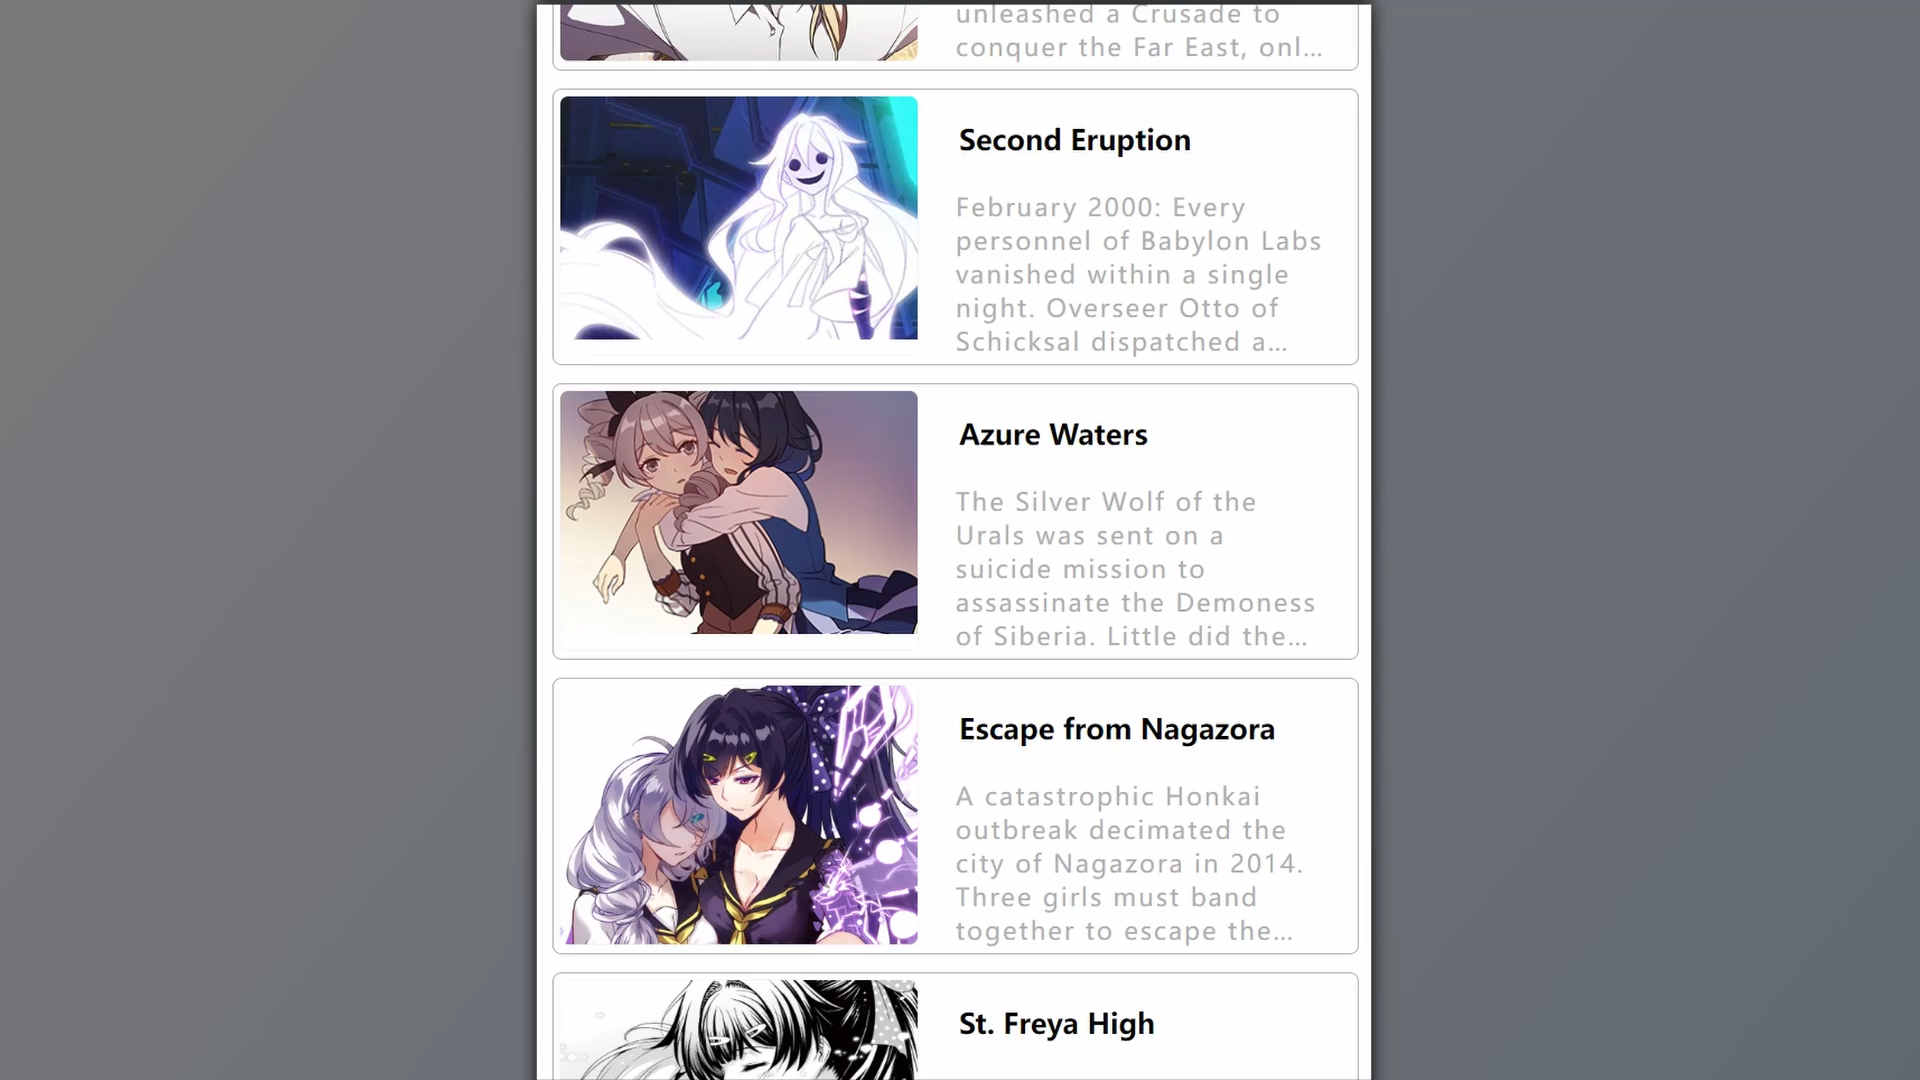 unleashed a Crusade to
conquer the Far East, onl...
Second Eruption
February 2000: Every
personnel of Babylon Labs
vanished within a single
night. Overseer Otto of
Schicksal dispatched a...
Azure Waters
The Silver Wolf of the
Urals was sent on a
suicide mission to
assassinate the Demoness
of Siberia. Little did the...
Escape from Nagazora
A catastrophic Honkai
outbreak decimated the
city of Nagazora in 2014.
Three girls must band
together to escape the...
St. Freya High